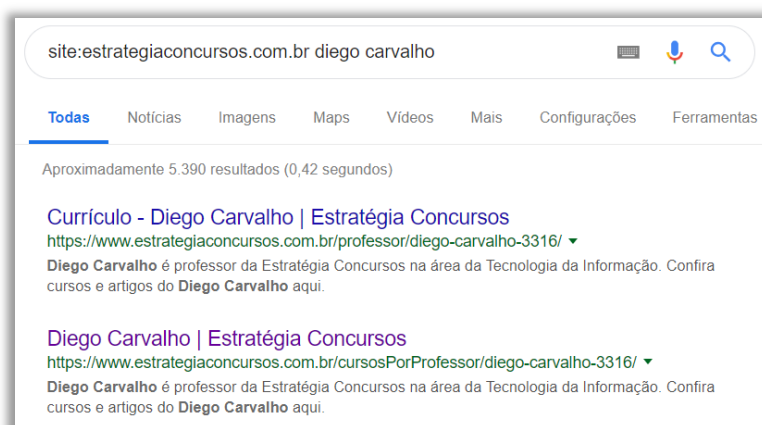 site:estrategiaconcursos.com.br diego carvalho
Todas Notícias Imagens Maps Vídeos Mais Configurações Ferramentas
Aproximadamente 5.390 resultados (0,42 segundos)
Currículo - Diego Carvalho | Estratégia Concursos
https://www.estrategiaconcursos.com.br/professor/diego-carvalho-3316/
Diego Carvalho é professor da Estratégia Concursos na área da Tecnologia da Informação. Confira
cursos e artigos do Diego Carvalho aqui.
Diego Carvalho | Estratégia Concursos
https://www.estrategiaconcursos.com.br/cursosPorProfessor/diego-carvalho-3316/
Diego Carvalho é professor da Estratégia Concursos na área da Tecnologia da Informação. Confira
cursos e artigos do Diego Carvalho aqui.